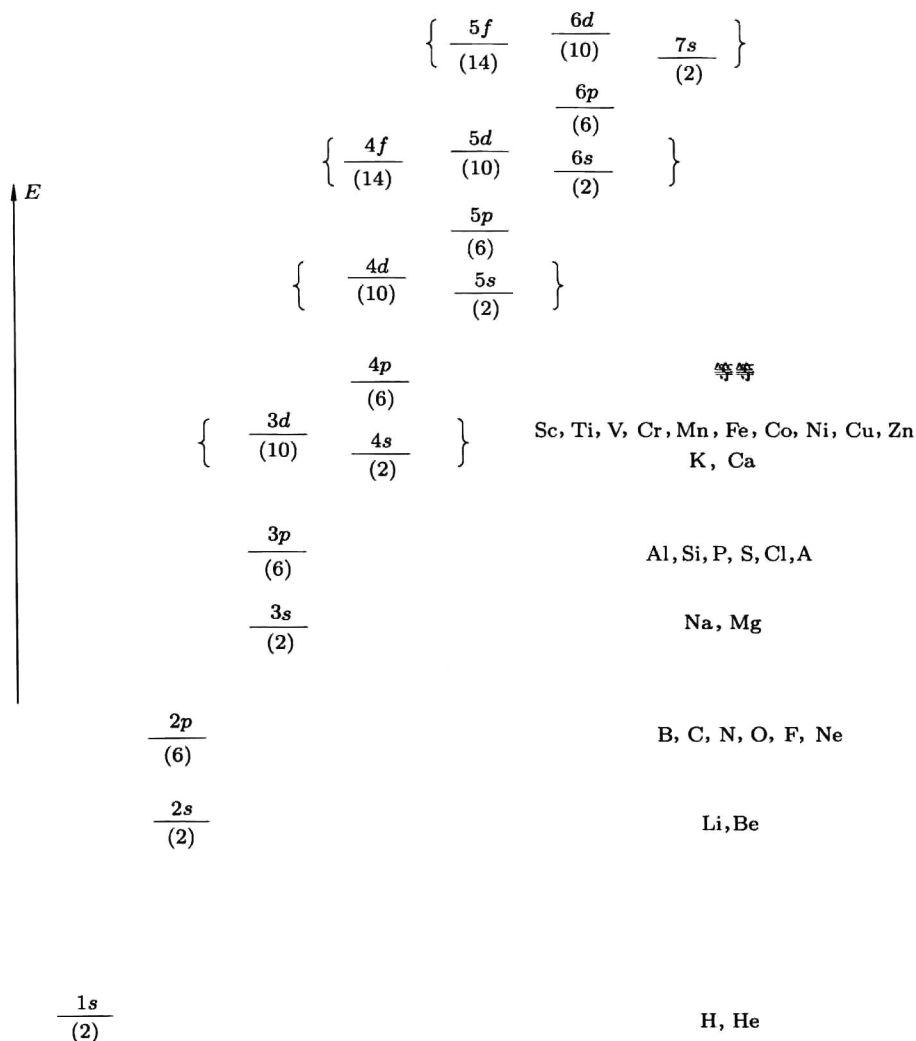 { 5f 6d 7s }
(14) (10) (2)
6p
(6)
{ 4f 5d 6s }
(14) (10) (2)
E
5p
(6)
{ 4d 5s }
(10) (2)
4p 等等
(6)
{ 3d 4s } Sc, Ti, V, Cr, Mn, Fe, Co, Ni, Cu, Zn
(10) (2) K, Ca
3p Al, Si, P, S, Cl, A
(6)
3s Na, Mg
(2)
2p B, C, N, O, F, Ne
(6)
2s Li, Be
(2)
1s H, He
(2)